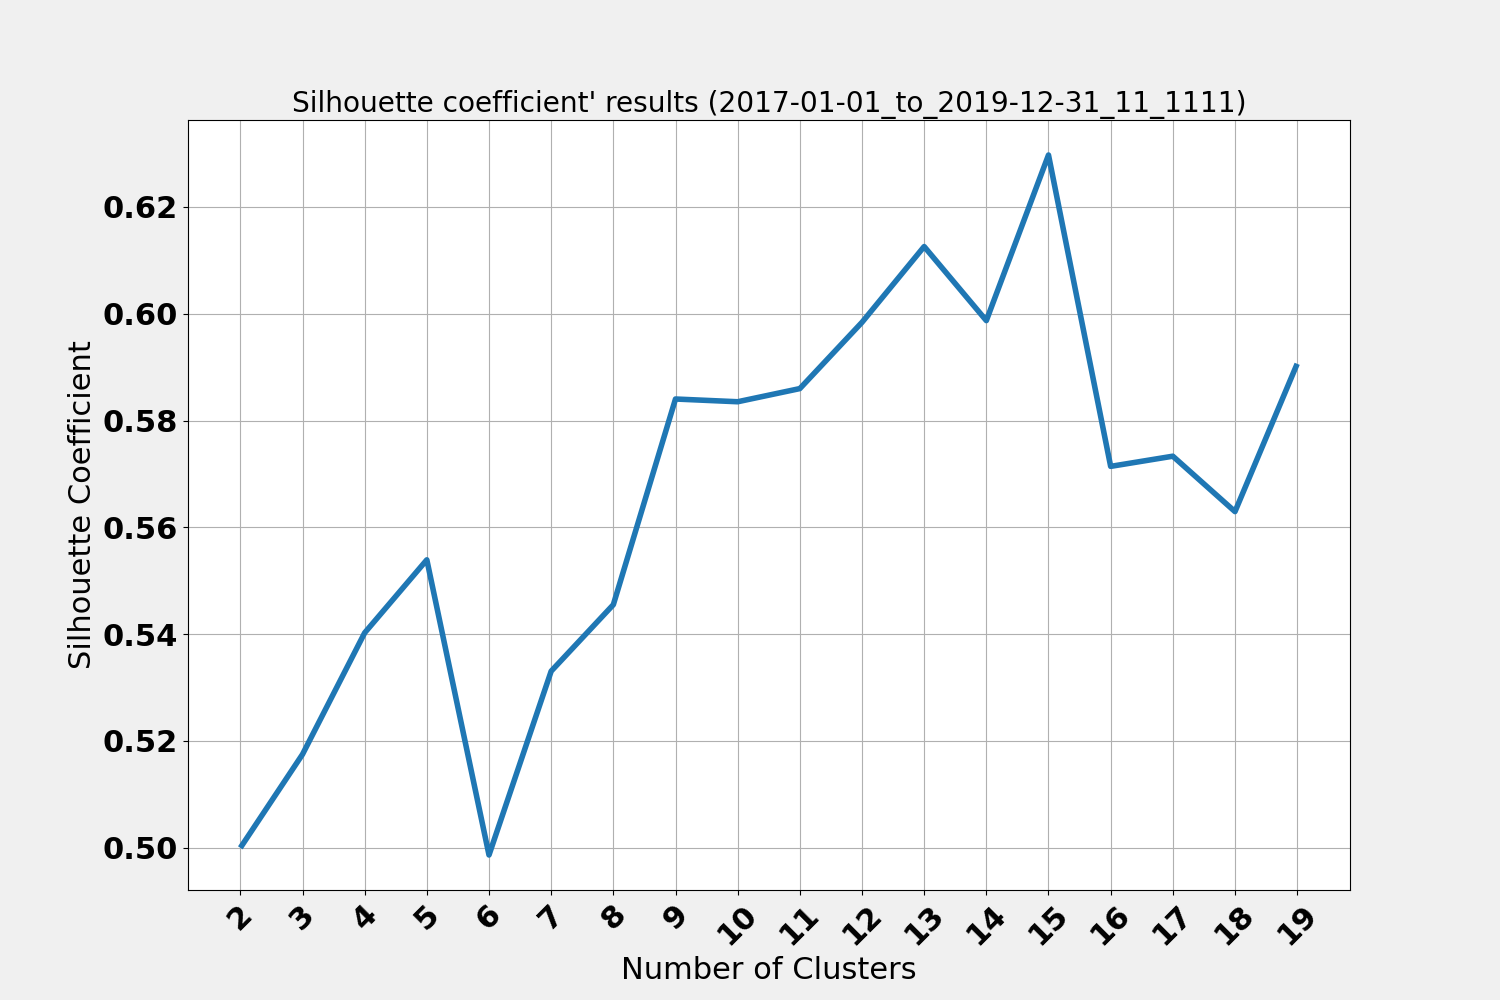 Silhouette coefficient' results (2017-01-01_to_2019-12-31_11_1111)
Silhouette Coefficient
0.62
0.60
0.58
0.56
0.54
0.52
0.50
2 3 4 5 6 7 8 9 10 11 12 13 14 15 16 17 18 19
Number of Clusters